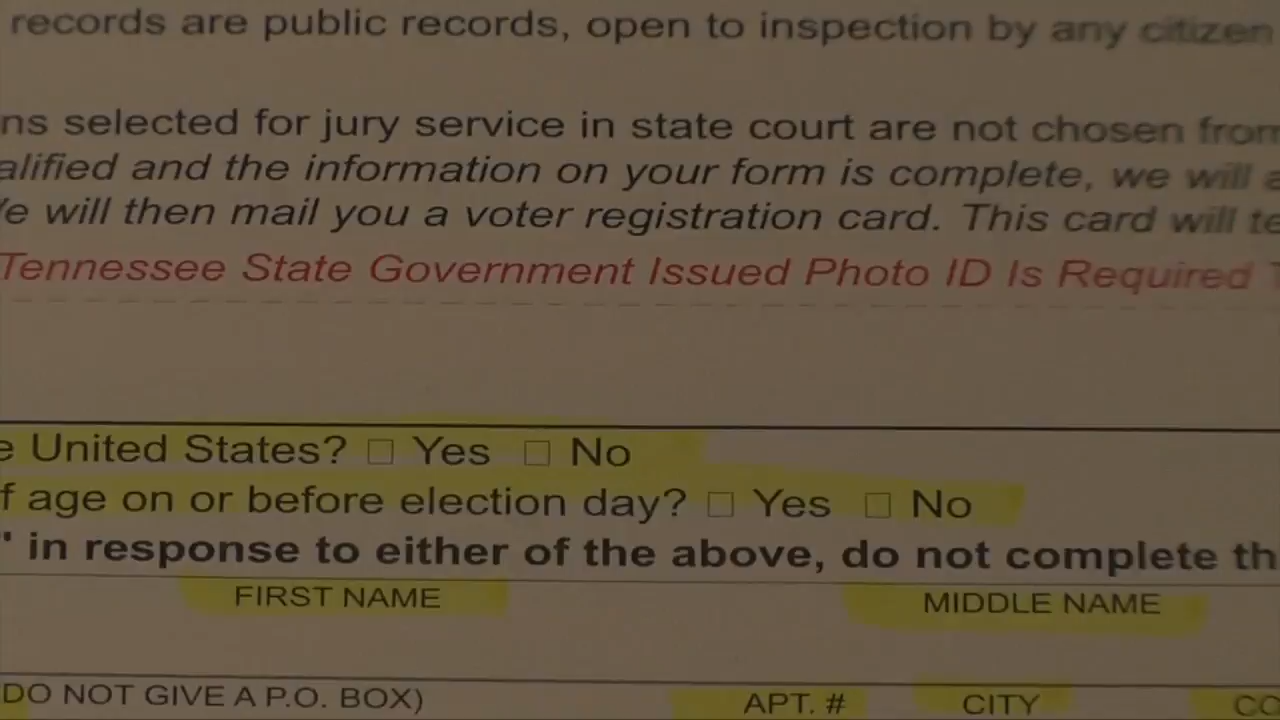 records are public records, open to inspection by any citizen
ns selected for jury service in state court are not chosen from
alified and the information on your form is complete, we will a
e will then mail you a voter registration card. This card will te
Tennessee State Government Issued Photo ID Is Required T
e United States? □ Yes □ No
f age on or before election day? □ Yes □ No
" in response to either of the above, do not complete th
FIRST NAME MIDDLE NAME
DO NOT GIVE A P.O. BOX) APT. # CITY CO